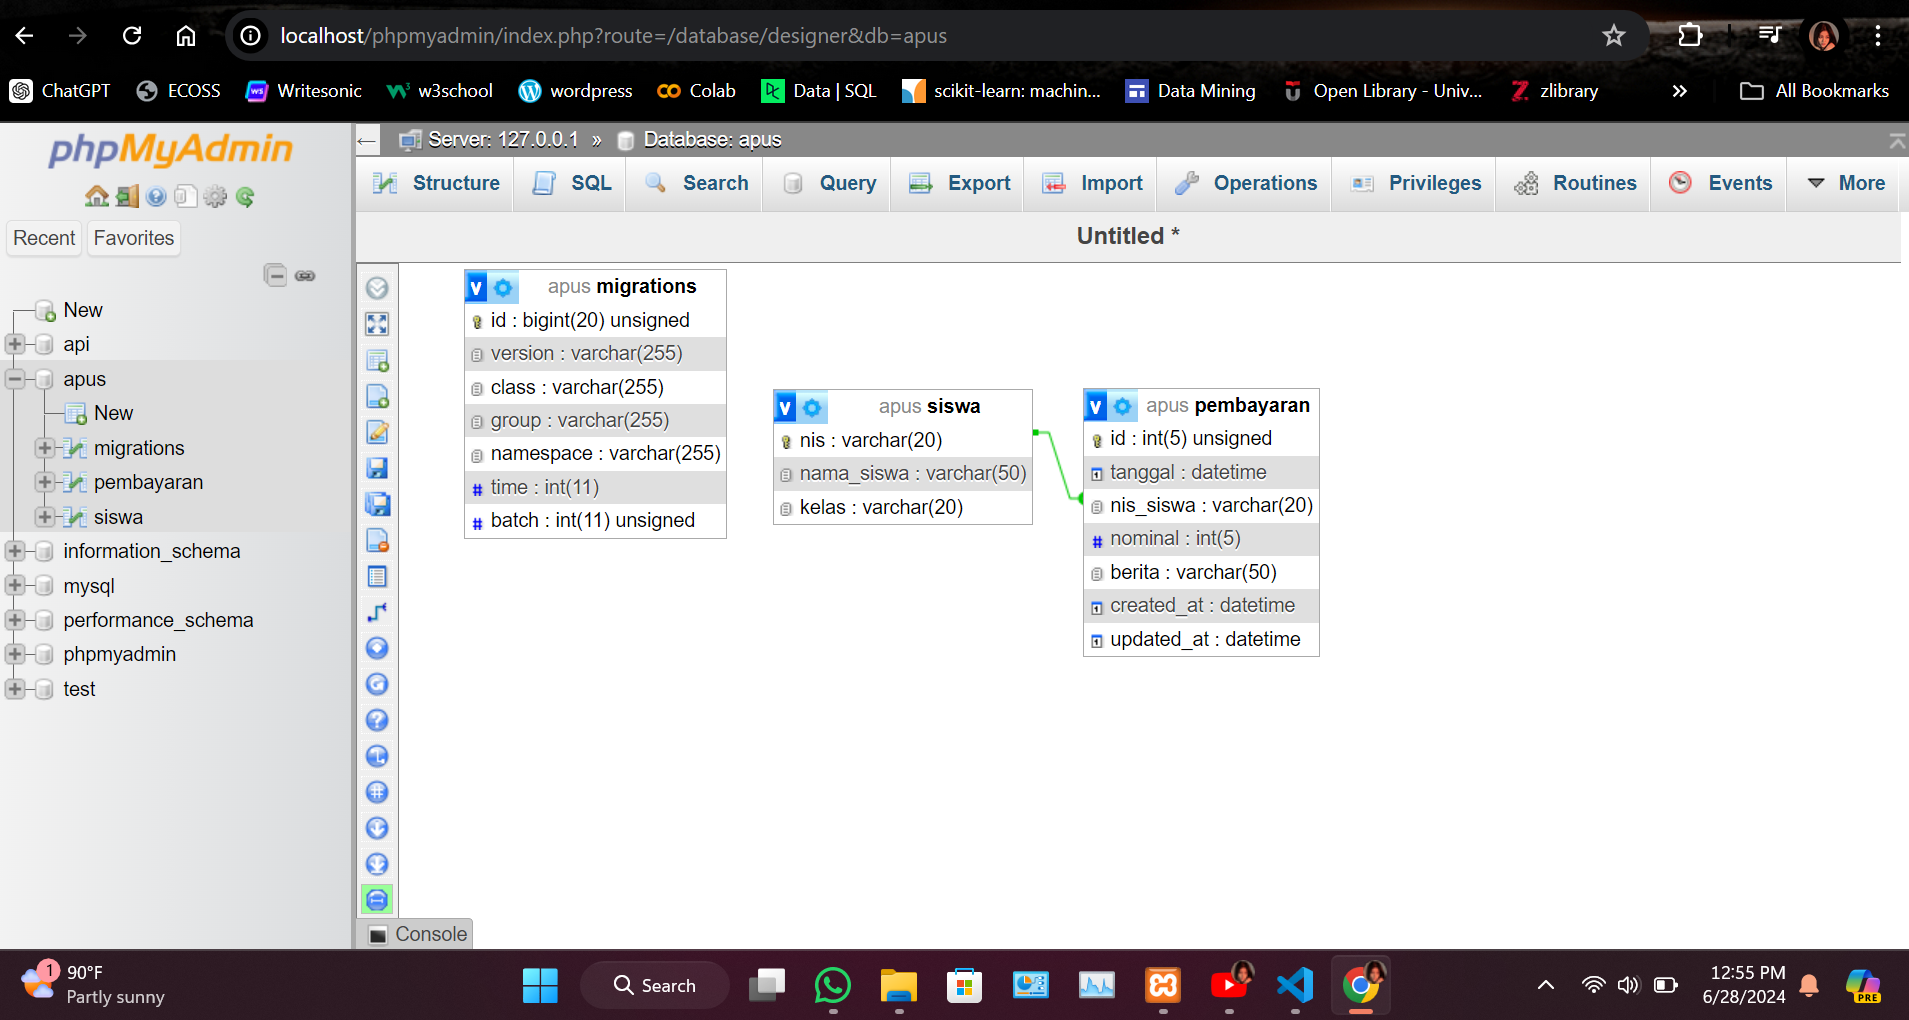 localhost/phpmyadmin/index.php?route=/database/designer&db=apus
ChatGPT ECOSS Writesonic w3school wordpress Colab Data | SQL scikit-learn: machin... Data Mining Open Library - Univ... zlibrary » All Bookmarks
phpMyAdmin
Recent Favorites
New
api
apus
New
migrations
pembayaran
siswa
information_schema
mysql
performance_schema
phpmyadmin
test
Server: 127.0.0.1 » Database: apus
Structure SQL Search Query Export Import Operations Privileges Routines Events More
Untitled *
v apus migrations
id : bigint(20) unsigned
version : varchar(255)
class : varchar(255)
group : varchar(255)
namespace : varchar(255)
# time : int(11)
# batch : int(11) unsigned
v apus siswa
nis : varchar(20)
nama_siswa : varchar(50)
kelas : varchar(20)
v apus pembayaran
id : int(5) unsigned
tanggal : datetime
nis_siswa : varchar(20)
# nominal : int(5)
berita : varchar(50)
created_at : datetime
updated_at : datetime
Console
1
90°F
Partly sunny
Search
12:55 PM
6/28/2024
PRE